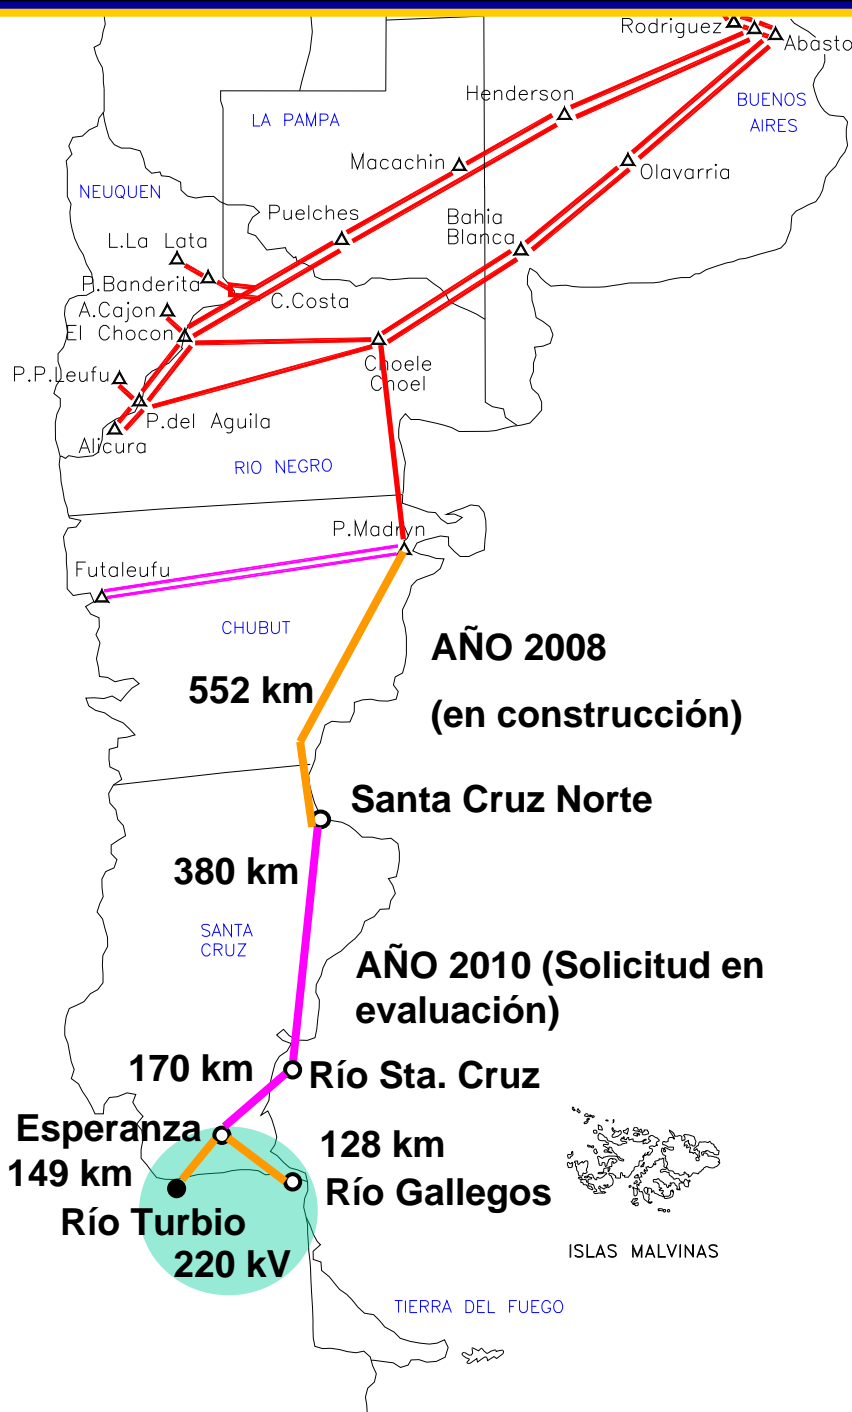 Rodriguez
Abasto
Henderson
BUENOS
AIRES
LA PAMPA
Macachin
Olavarria
NEUQUEN
Puelches
Bahia
Blanca
L.La Lata
P.Banderita
C.Costa
A.Cajon
El Chocon
Choele
Choel
P.P.Leufu
P.del Aguila
Alicura
RIO NEGRO
P.Madryn
Futaleufu
CHUBUT
AÑO 2008
552 km
(en construcción)
Santa Cruz Norte
380 km
SANTA
CRUZ
AÑO 2010 (Solicitud en
evaluación)
170 km
Río Sta. Cruz
Esperanza
128 km
149 km
Río Gallegos
Río Turbio
220 kV
ISLAS MALVINAS
TIERRA DEL FUEGO